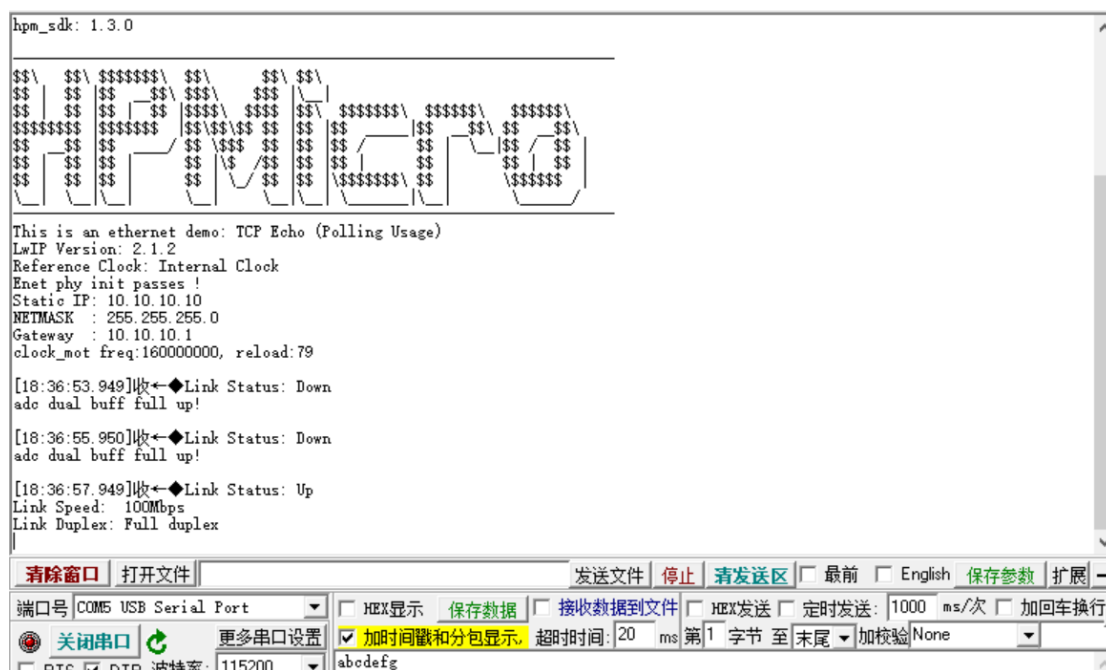 hpm_sdk: 1.3.0
HPMicro
This is an ethernet demo: TCP Echo (Polling Usage)
LwIP Version: 2.1.2
Reference Clock: Internal Clock
Enet phy init passes !
Static IP: 10.10.10.10
NETMASK  : 255.255.255.0
Gateway  : 10.10.10.1
clock_mot freq:160000000, reload:79
[18:36:53.949]收←◆Link Status: Down
adc dual buff full up!
[18:36:55.950]收←◆Link Status: Down
adc dual buff full up!
[18:36:57.949]收←◆Link Status: Up
Link Speed:  100Mbps
Link Duplex: Full duplex
清除窗口 打开文件 发送文件 停止 清发送区 最前 English 保存参数 扩展 —
端口号 COM5 USB Serial Port HEX显示 保存数据 接收数据到文件 HEX发送 定时发送: 1000 ms/次 加回车换行
关闭串口 更多串口设置 加时间戳和分包显示, 超时时间: 20 ms 第1 字节 至 末尾 加校验None
RTS DTR 波特率: 115200 abcdefg